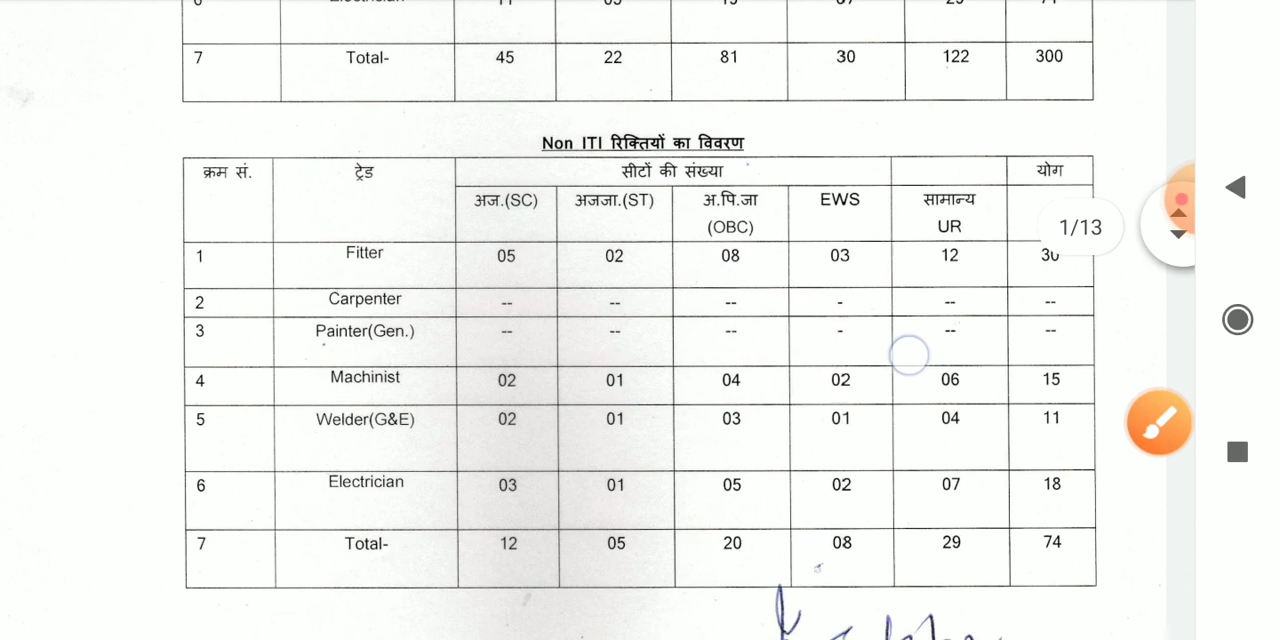 7 Total- 45 22 81 30 122 300
Non ITI रिक्तियों का विवरण
क्रम सं. ट्रेड सीटों की संख्या योग
अज.(SC) अजजा.(ST) अ.पि.जा EWS सामान्य
(OBC) UR
1/13
1 Fitter 05 02 08 03 12 30
2 Carpenter -- -- -- - -- --
3 Painter(Gen.) -- -- -- - -- --
4 Machinist 02 01 04 02 06 15
5 Welder(G&E) 02 01 03 01 04 11
6 Electrician 03 01 05 02 07 18
7 Total- 12 05 20 08 29 74